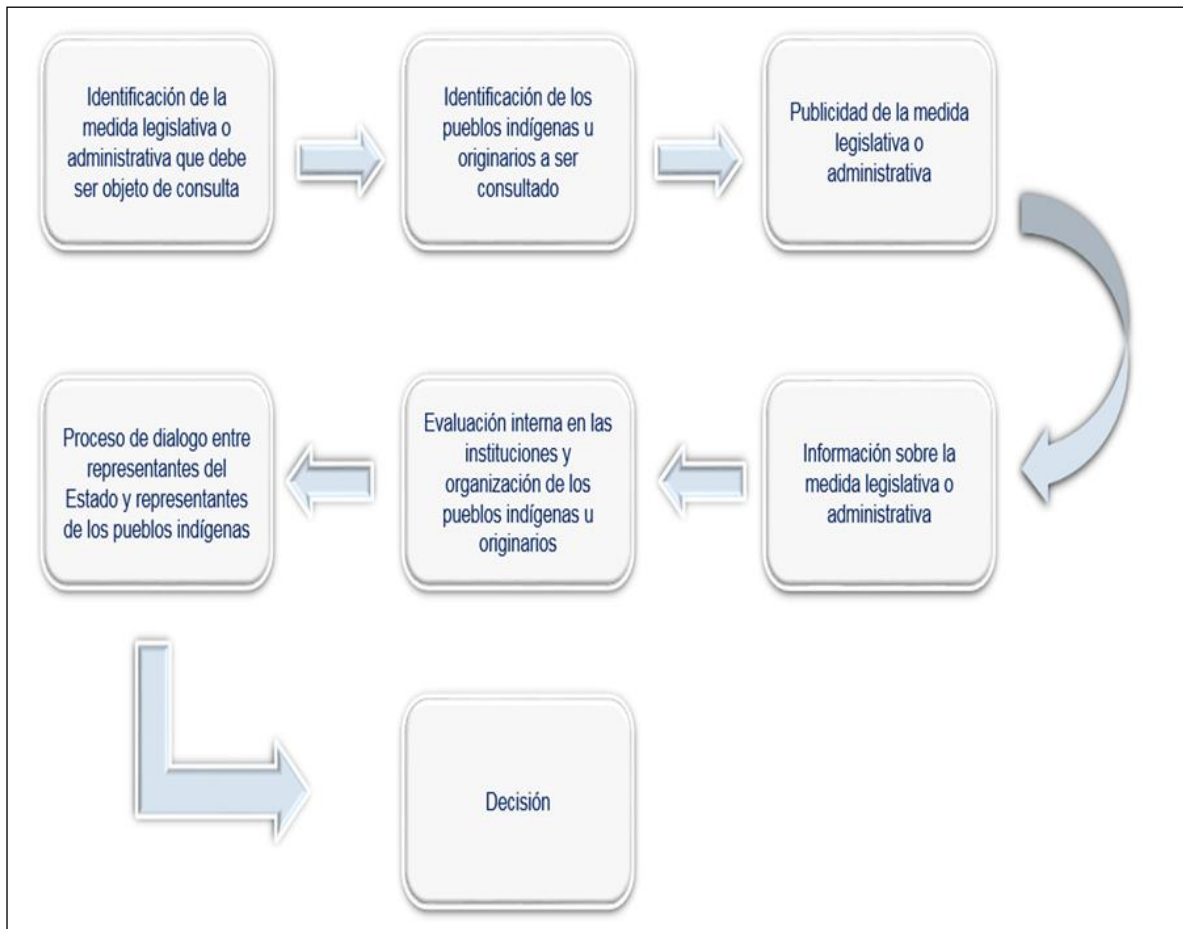 Identificación de la
medida legislativa o
administrativa que debe
ser objeto de consulta
Identificación de los
pueblos indígenas u
originarios a ser
consultado
Publicidad de la medida
legislativa o
administrativa
Información sobre la
medida legislativa o
administrativa
Evaluación interna en las
instituciones y
organización de los
pueblos indígenas u
originarios
Proceso de dialogo entre
representantes del
Estado y representantes
de los pueblos indígenas
Decisión